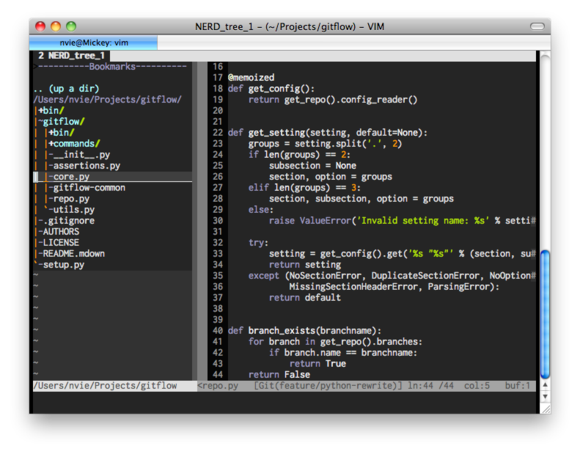 NERD_tree_1 – (~/Projects/gitflow) – VIM
nvie@Mickey: vim
2 NERD_tree_1
----------Bookmarks----------
.. (up a dir)
/Users/nvie/Projects/gitflow/
|+bin/
|~gitflow/
| |+bin/
| |+commands/
| |-__init__.py
| |-assertions.py
| |-core.py
| |-gitflow-common
| |-repo.py
| `-utils.py
|-.gitignore
|-AUTHORS
|-LICENSE
|-README.mdown
`-setup.py
~
~
~
~
~
~
~
~
~
/Users/nvie/Projects/gitflow
16
17 @memoized
18 def get_config():
19     return get_repo().config_reader()
20
21
22 def get_setting(setting, default=None):
23     groups = setting.split('.', 2)
24     if len(groups) == 2:
25         subsection = None
26         section, option = groups
27     elif len(groups) == 3:
28         section, subsection, option = groups
29     else:
30         raise ValueError('Invalid setting name: %s' % setti#
31
32     try:
33         setting = get_config().get('%s "%s"' % (section, su#
34         return setting
35     except (NoSectionError, DuplicateSectionError, NoOption#
36             MissingSectionHeaderError, ParsingError):
37         return default
38
39
40 def branch_exists(branchname):
41     for branch in get_repo().branches:
42         if branch.name == branchname:
43             return True
44     return False
<repo.py  [Git(feature/python-rewrite)] ln:44 /44  col:5  buf:1